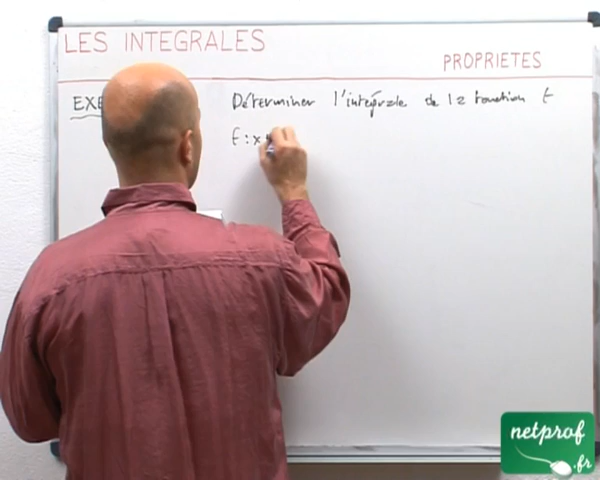 LES INTEGRALES
PROPRIETES
EXE
Déterminer l'intégrale de la fonction f
f : x
netprof
.fr